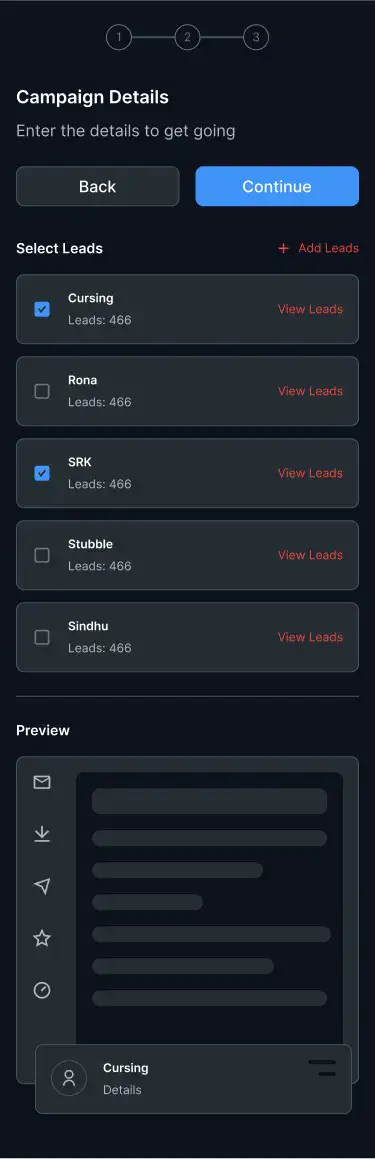 1 2 3
Campaign Details
Enter the details to get going
Back Continue
Select Leads + Add Leads
Cursing
Leads: 466
View Leads
Rona
Leads: 466
View Leads
SRK
Leads: 466
View Leads
Stubble
Leads: 466
View Leads
Sindhu
Leads: 466
View Leads
Preview
Cursing
Details